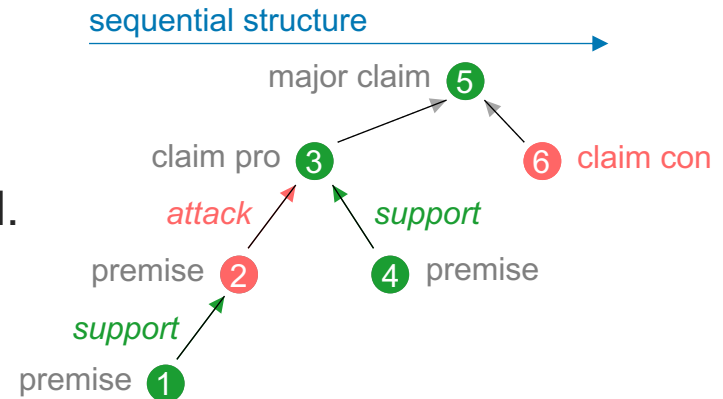 sequential structure
major claim 5
claim pro 3
6 claim con
l.
attack
support
premise 2
4 premise
support
premise 1